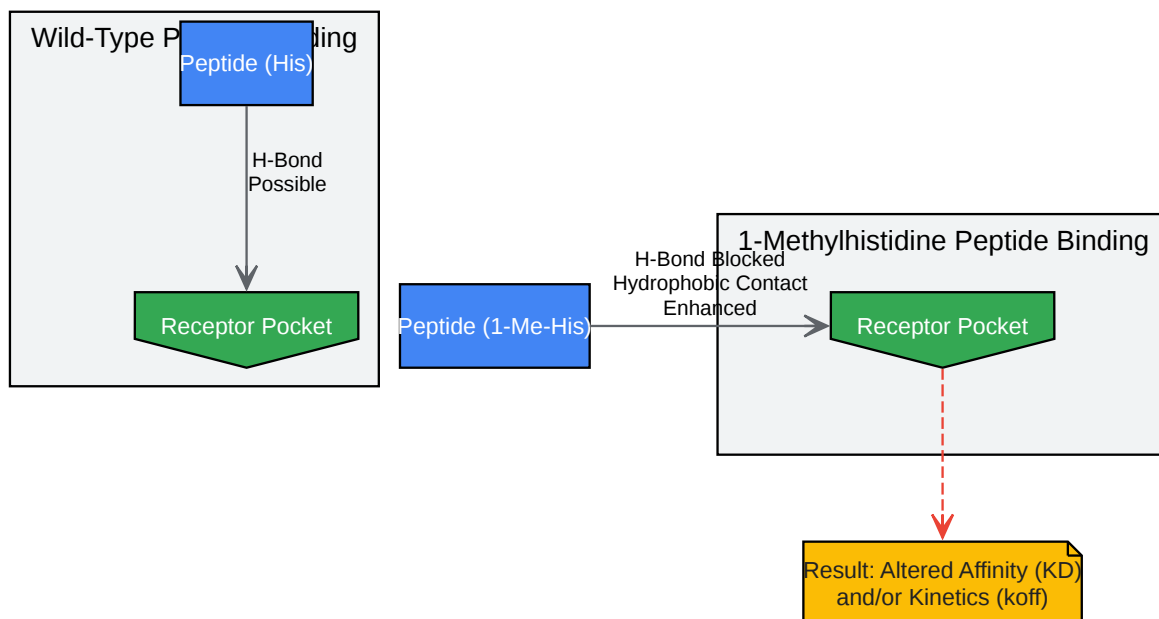 Wild-Type P ding
Peptide (His)
H-Bond
Possible
Receptor Pocket
1-Methylhistidine Peptide Binding
H-Bond Blocked
Hydrophobic Contact
Enhanced
Peptide (1-Me-His)
Receptor Pocket
Result: Altered Affinity (KD)
and/or Kinetics (koff)